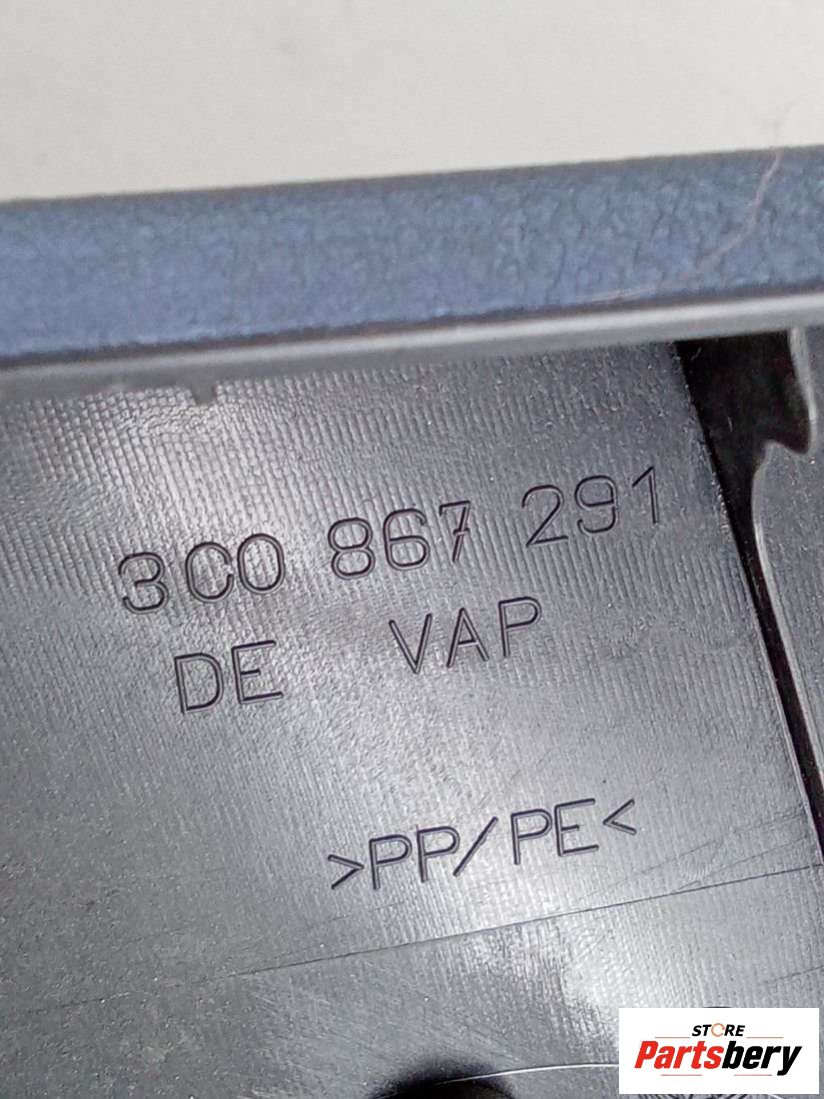 3C0 867 291
DE VAP
>PP/PE<
STORE
Partsbery